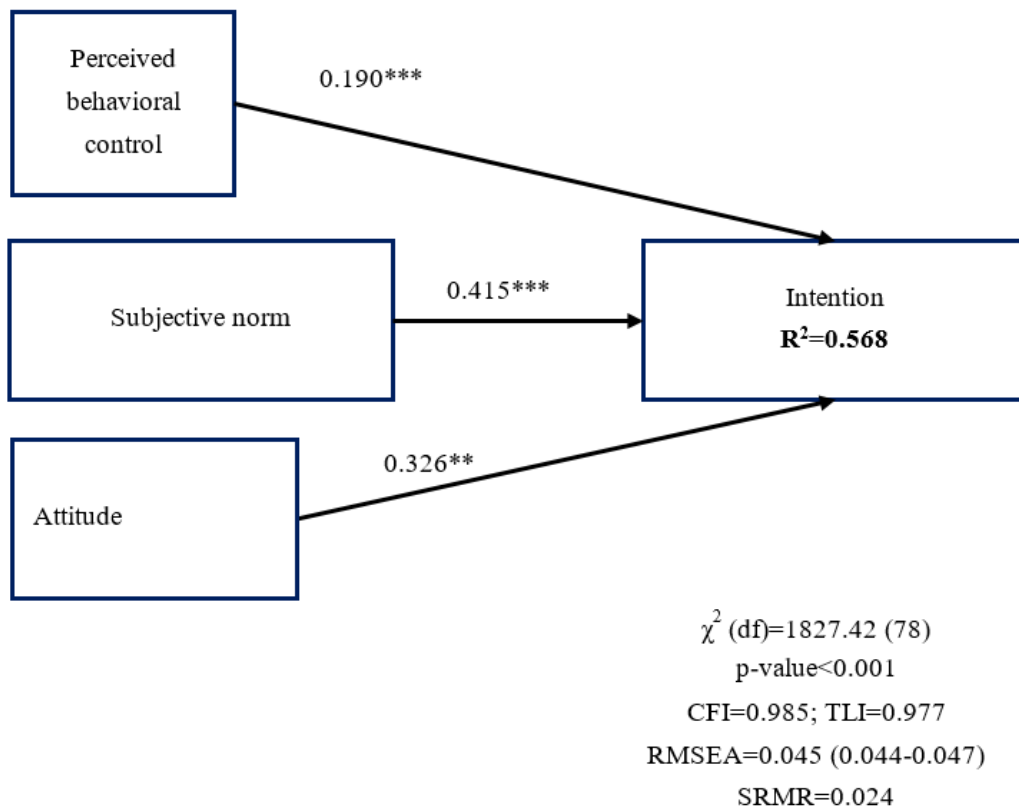 Perceived
behavioral
control
0.190***
Subjective norm
0.415***
Intention
R²=0.568
Attitude
0.326**
χ² (df)=1827.42 (78)
p-value<0.001
CFI=0.985; TLI=0.977
RMSEA=0.045 (0.044-0.047)
SRMR=0.024